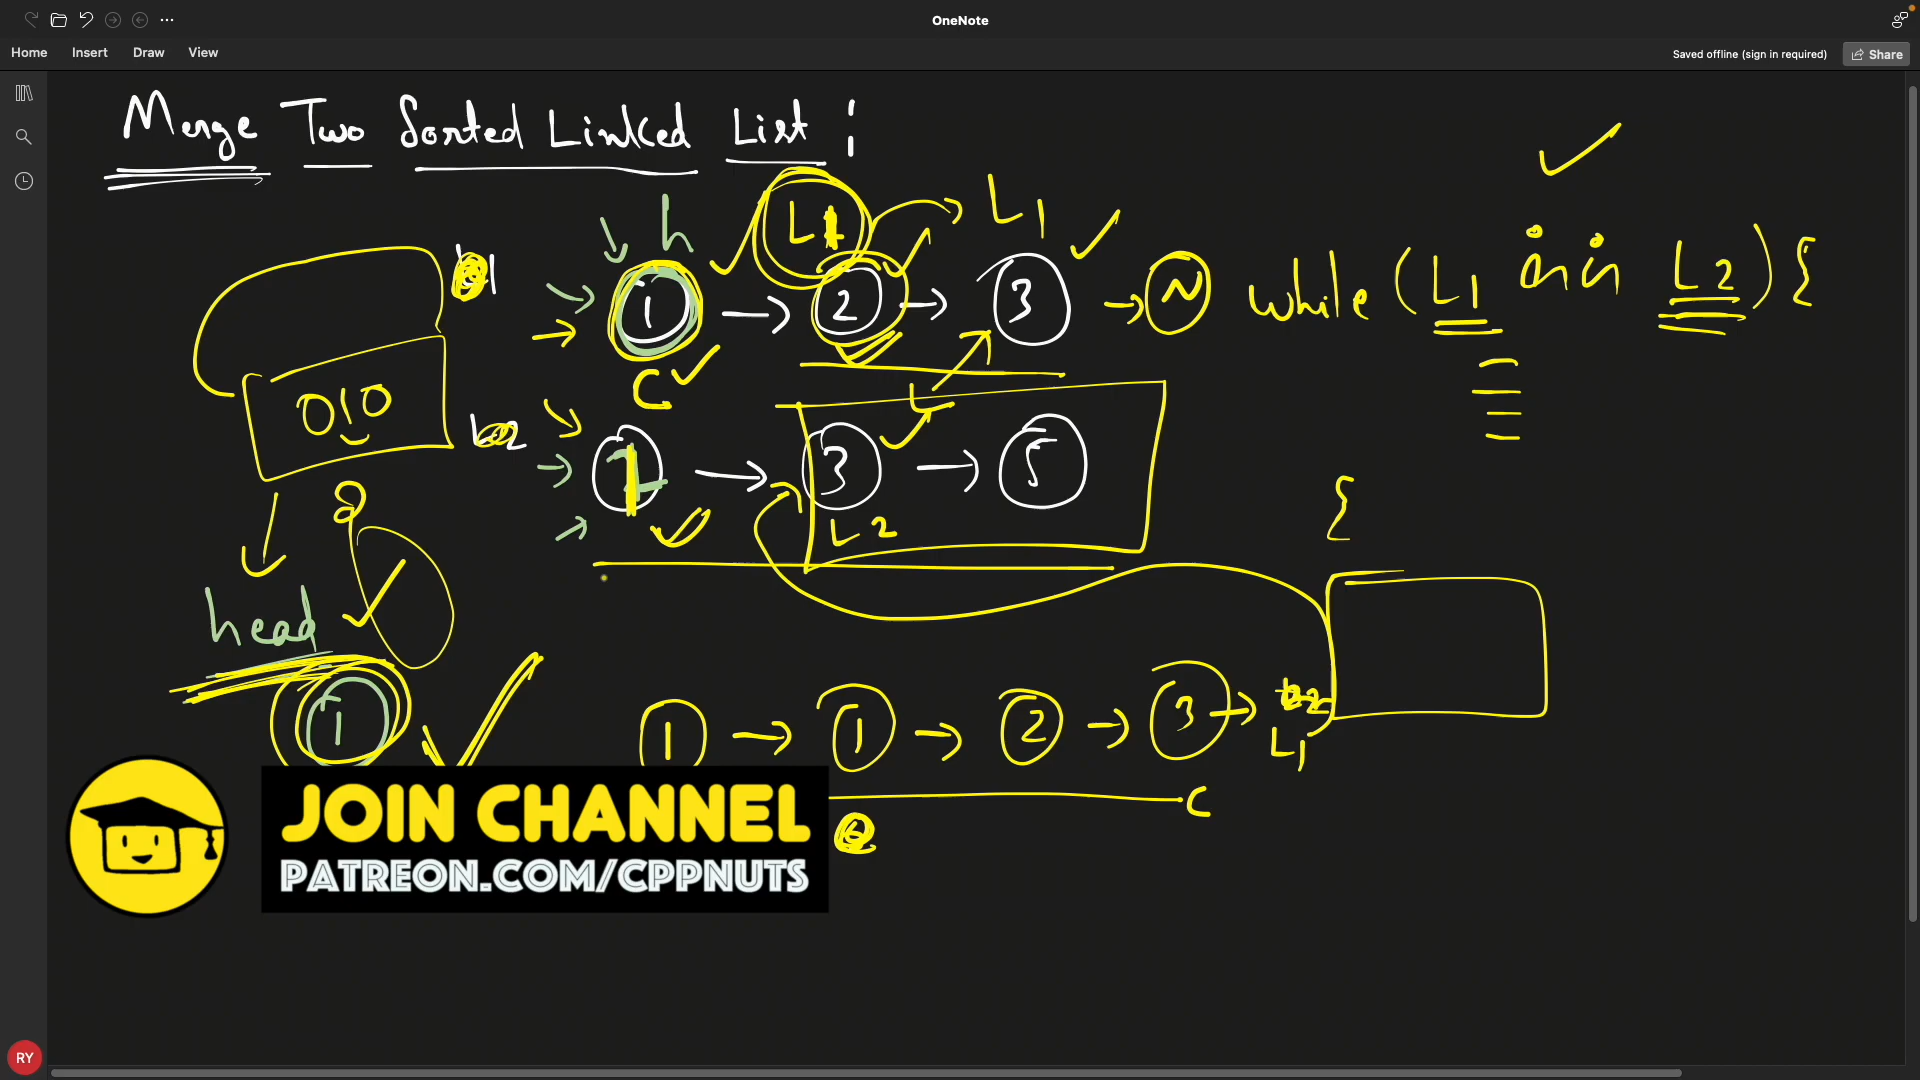 OneNote
Home Insert Draw View
Saved offline (sign in required) Share
Merge Two Sorted Linked List :
h L1 L1
1 2 3 N while (L1 && L2) {
C
0 1 0
1 3 5
L2
{
head
1
1 1 2 3
L1
JOIN CHANNEL
PATREON.COM/CPPNUTS
C
RY